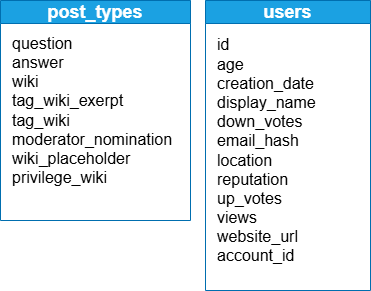 post_types
question
answer
wiki
tag_wiki_exerpt
tag_wiki
moderator_nomination
wiki_placeholder
privilege_wiki
users
id
age
creation_date
display_name
down_votes
email_hash
location
reputation
up_votes
views
website_url
account_id